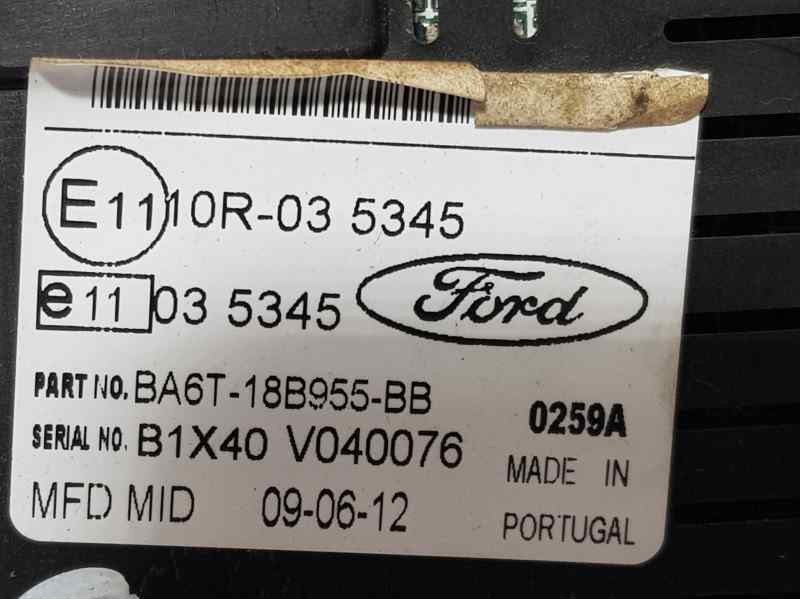 E11 10R-03 5345
e11 03 5345 Ford
PART NO. BA6T-18B955-BB
0259A
SERIAL NO. B1X40 V040076
MADE IN
MFD MID 09-06-12
PORTUGAL